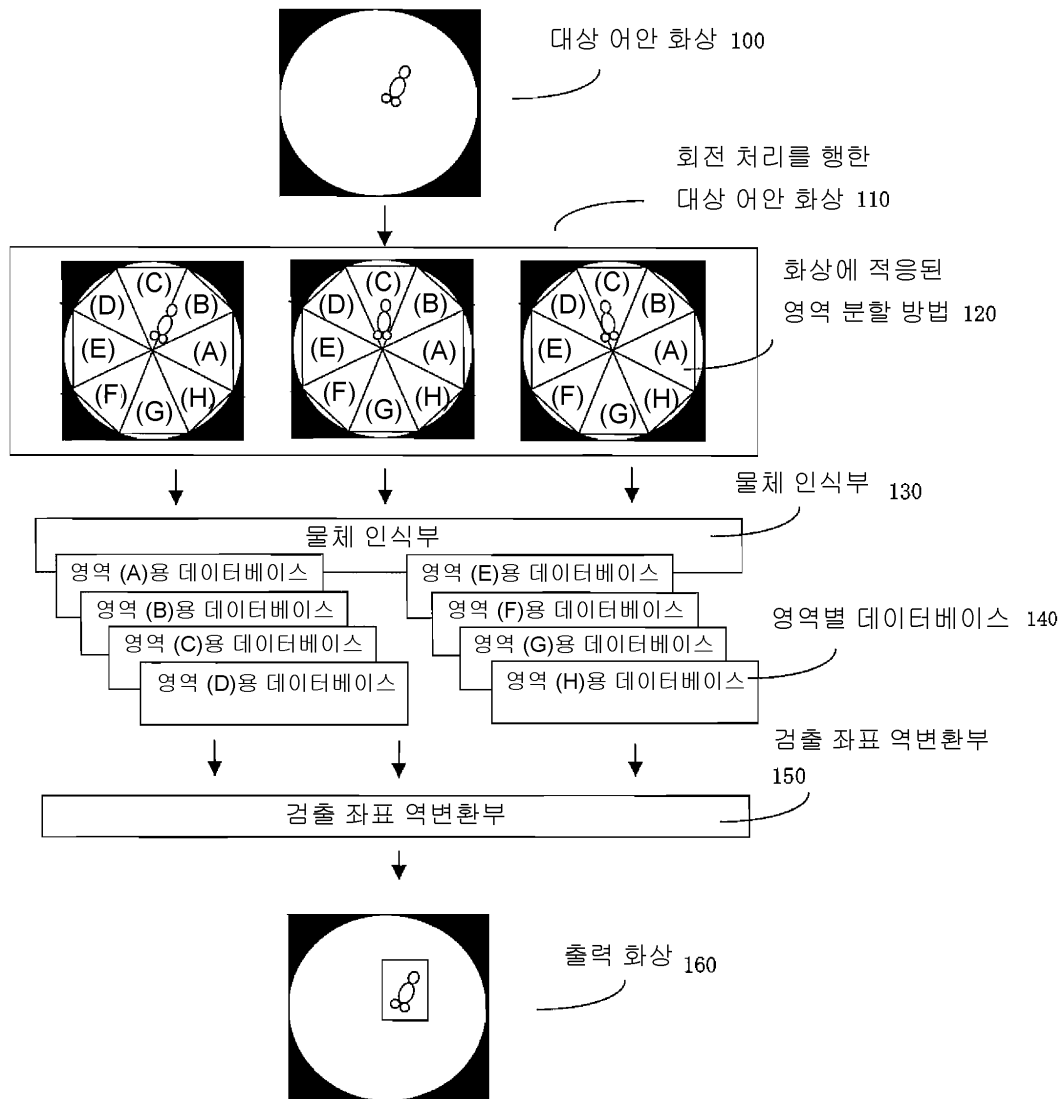 대상 어안 화상 100
회전 처리를 행한
대상 어안 화상 110
화상에 적응된
영역 분할 방법 120
(C) (C) (C)
(D) (B) (D) (B) (D) (B)
(E) (A) (E) (A) (E) (A)
(F) (H) (F) (H) (F) (H)
(G) (G) (G)
물체 인식부 130
물체 인식부
영역 (A)용 데이터베이스 영역 (E)용 데이터베이스
영역 (B)용 데이터베이스 영역 (F)용 데이터베이스
영역별 데이터베이스 140
영역 (C)용 데이터베이스 영역 (G)용 데이터베이스
영역 (D)용 데이터베이스 영역 (H)용 데이터베이스
검출 좌표 역변환부
150
검출 좌표 역변환부
출력 화상 160